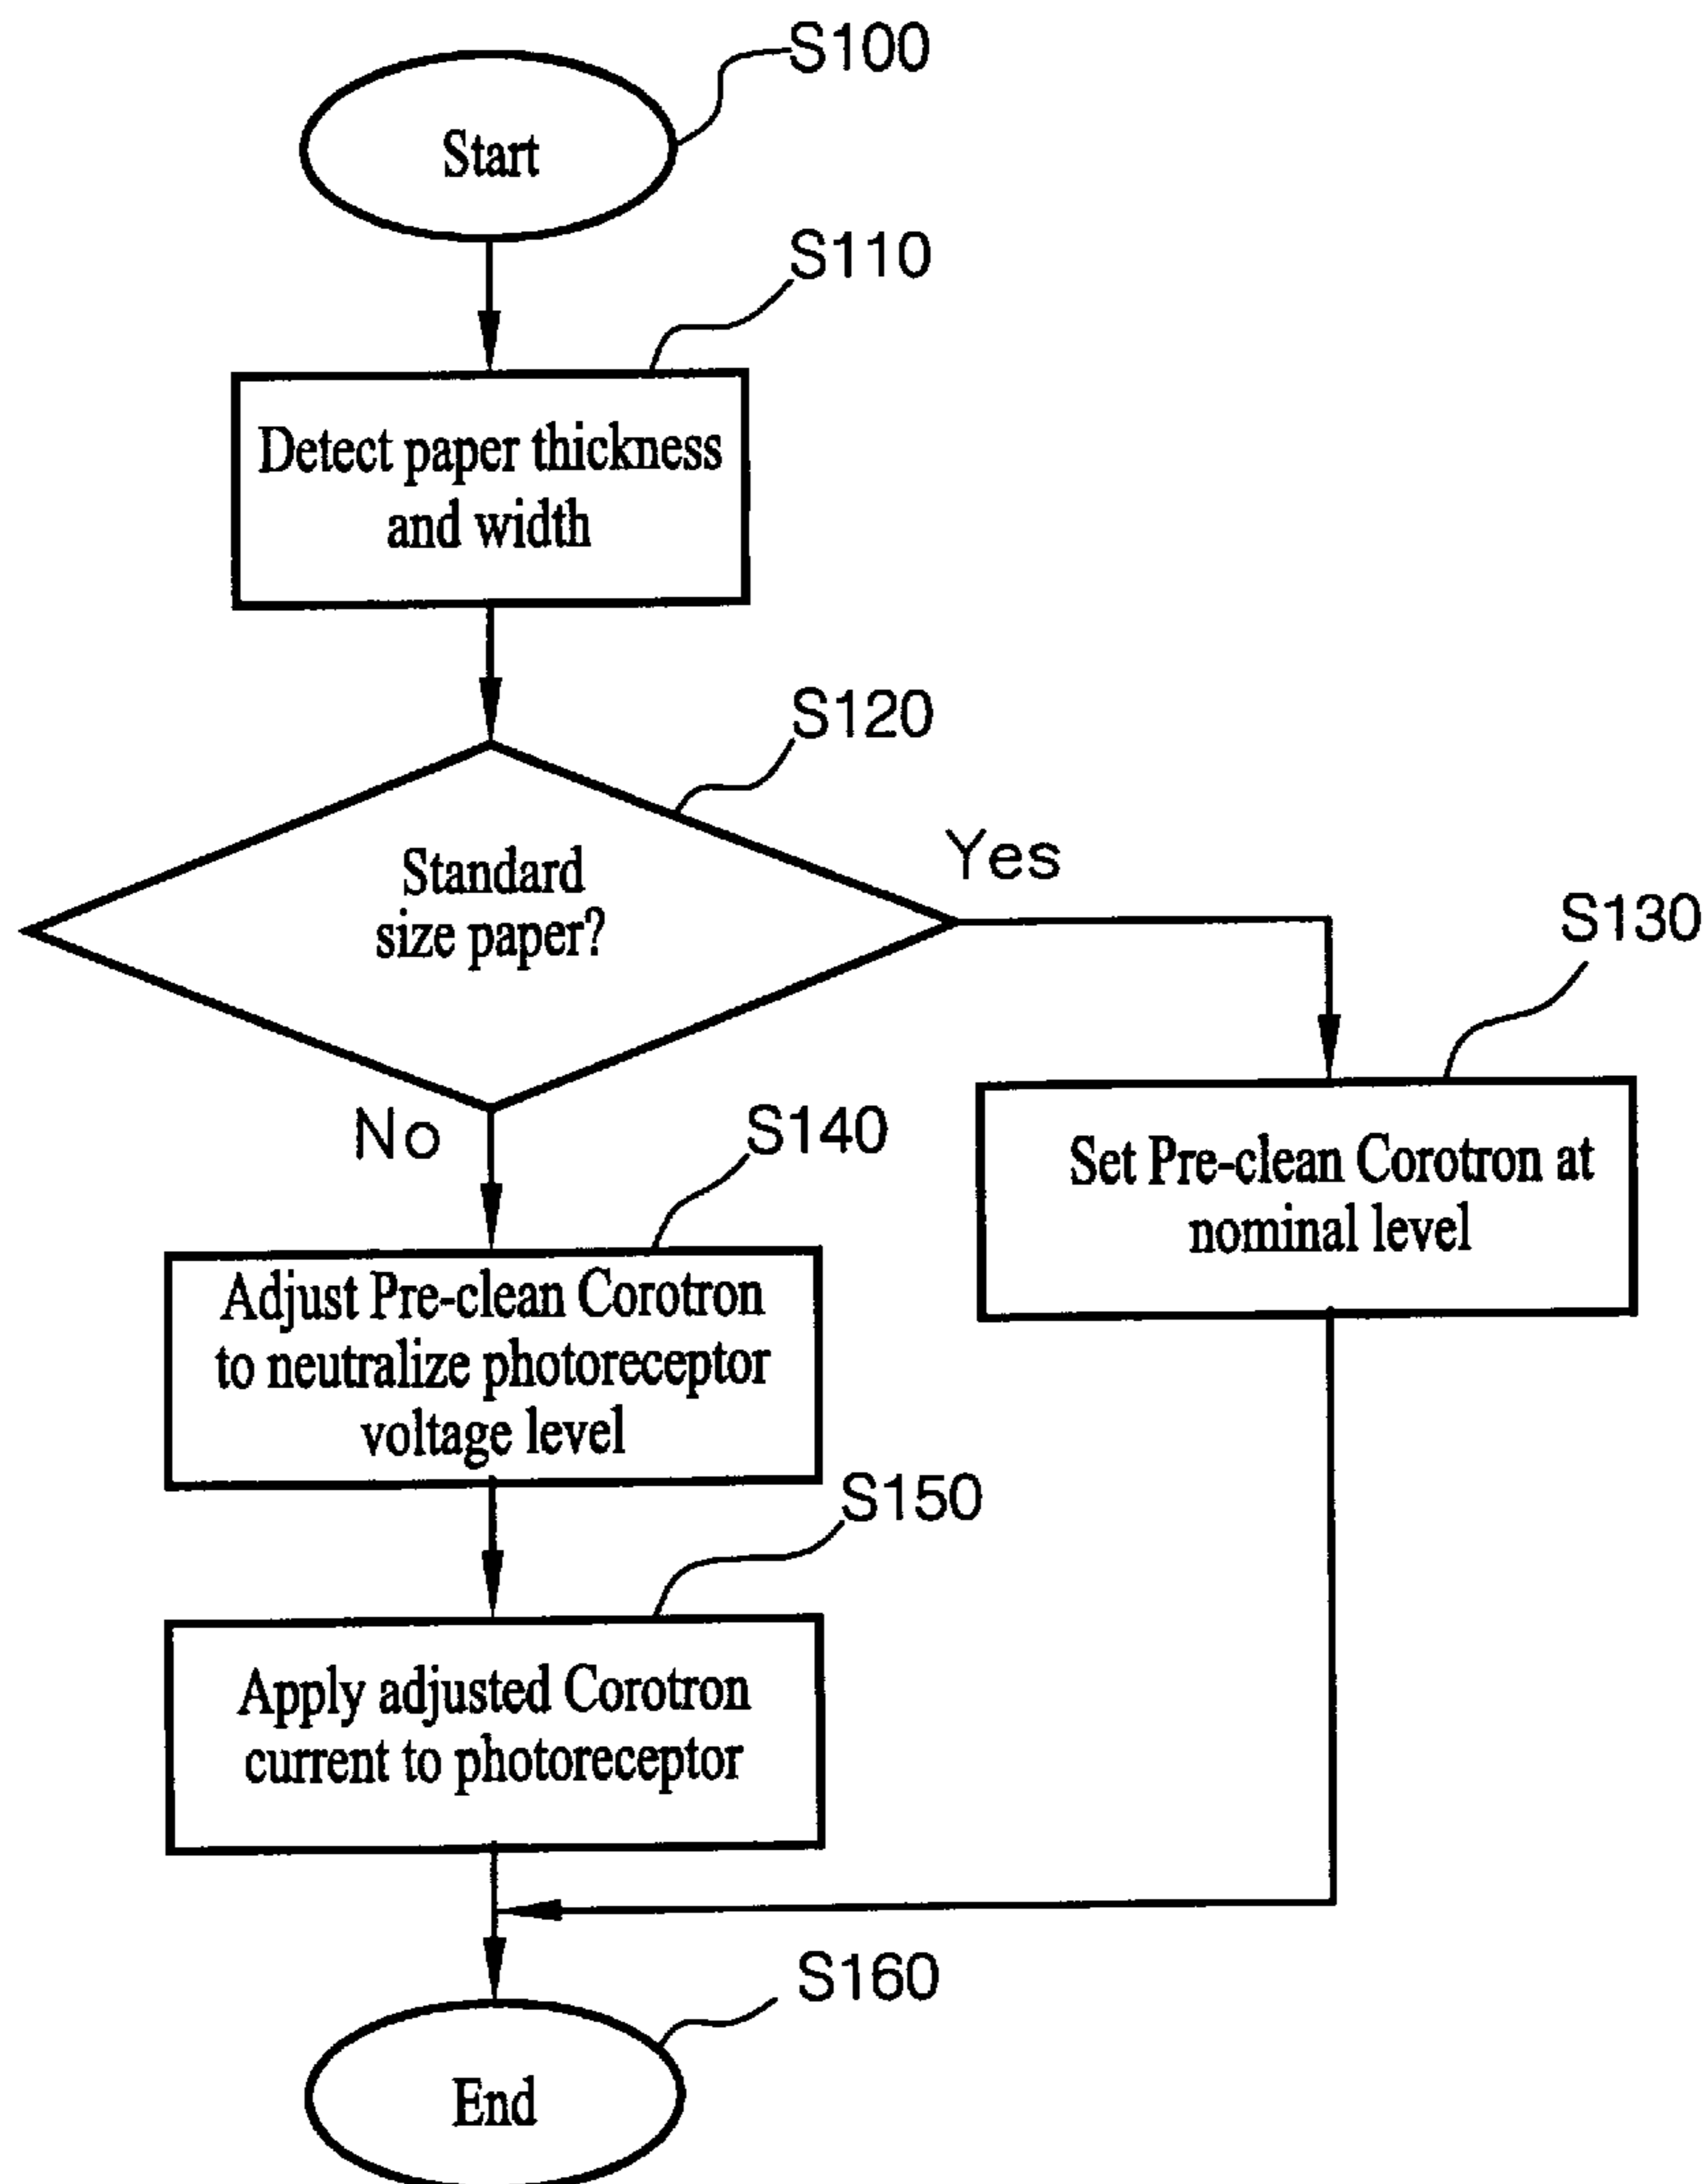 S100
Start
S110
Detect paper thickness
and width
S120
Standard
size paper?
Yes
S130
Set Pre-clean Corotron at
nominal level
No
S140
Adjust Pre-clean Corotron
to neutralize photoreceptor
voltage level
S150
Apply adjusted Corotron
current to photoreceptor
S160
End